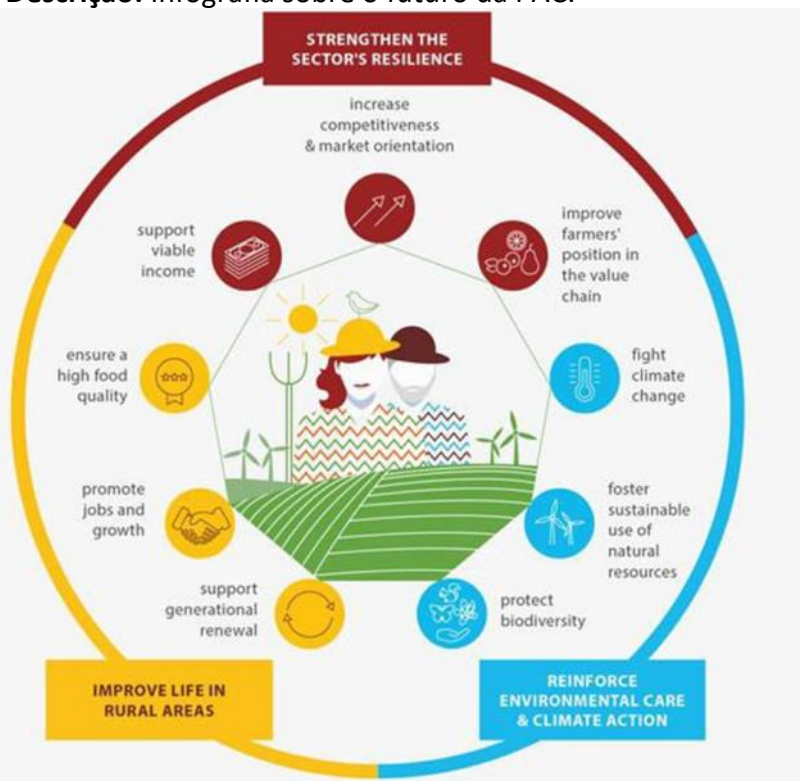 Descrição: Infografia sobre o futuro da PAC.
STRENGTHEN THE
SECTOR'S RESILIENCE
increase
competitiveness
& market orientation
support
viable
income
improve
farmers'
position in
the value
chain
ensure a
high food
quality
fight
climate
change
promote
jobs and
growth
foster
sustainable
use of
natural
resources
support
generational
renewal
protect
biodiversity
IMPROVE LIFE IN
RURAL AREAS
REINFORCE
ENVIRONMENTAL CARE
& CLIMATE ACTION